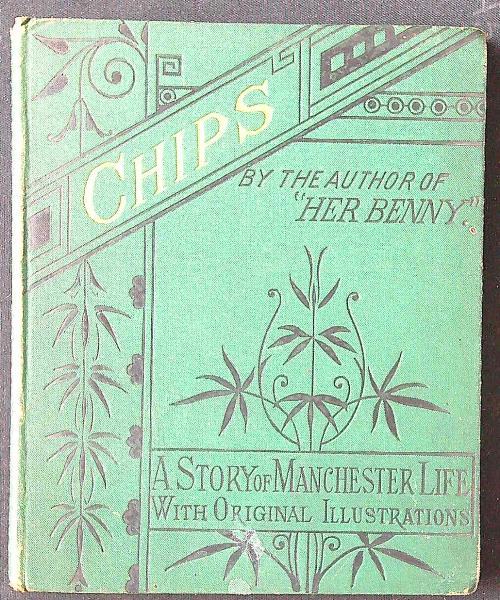 CHIPS
BY THE AUTHOR OF
"HER BENNY."
A STORY OF MANCHESTER LIFE
WITH ORIGINAL ILLUSTRATIONS